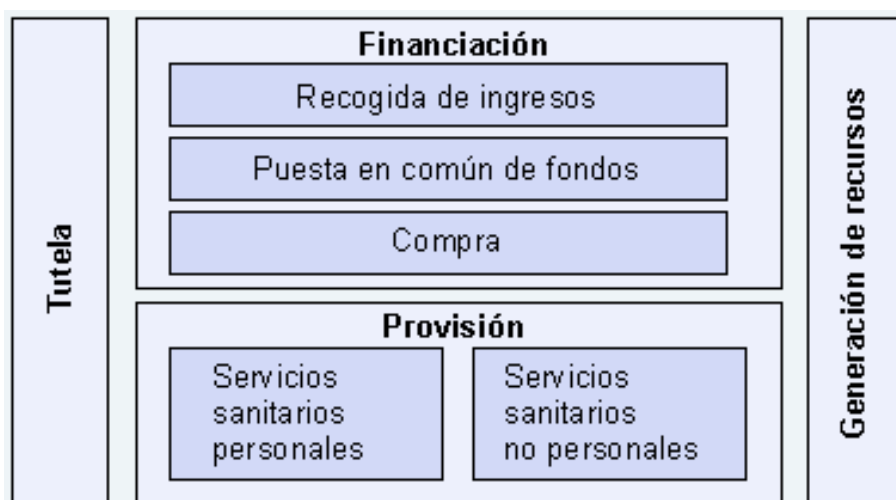 Tutela
Financiación
Recogida de ingresos
Puesta en común de fondos
Compra
Provisión
Servicios
sanitarios
personales
Servicios
sanitarios
no personales
Generación de recursos